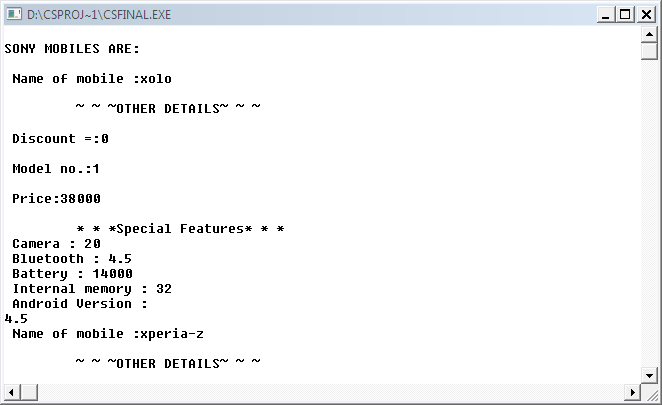 D:\CSPROJ~1\CSFINAL.EXE
SONY MOBILES ARE:
Name of mobile :xolo
~ ~ ~OTHER DETAILS~ ~ ~
Discount =:0
Model no.:1
Price:38000
* * *Special Features* * *
Camera : 20
Bluetooth : 4.5
Battery : 14000
Internal memory : 32
Android Version :
4.5
Name of mobile :xperia-z
~ ~ ~OTHER DETAILS~ ~ ~